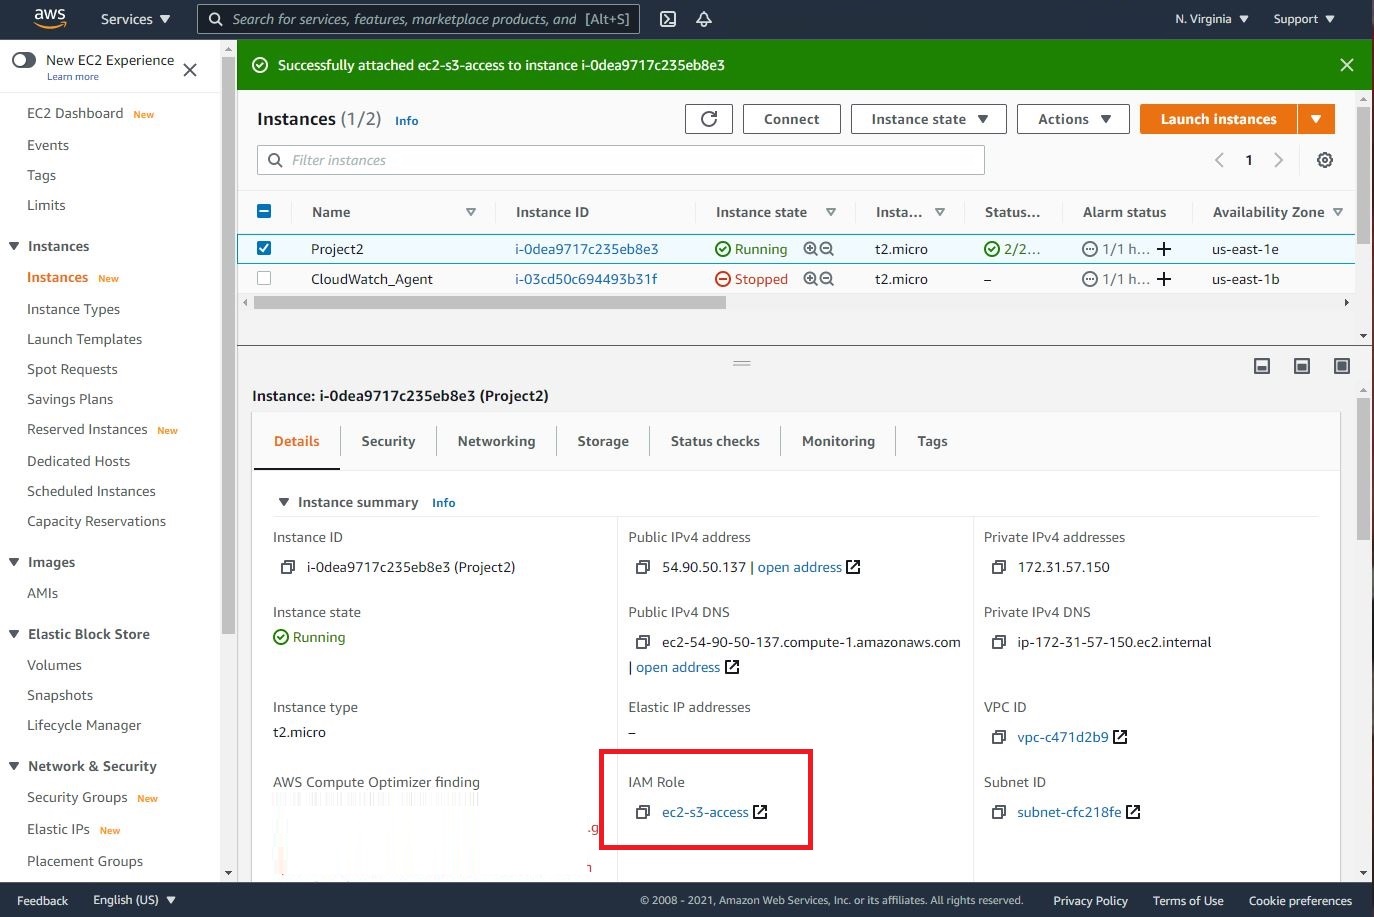 aws
Services
Search for services, features, marketplace products, and [Alt+S]
N. Virginia
Support
New EC2 Experience
Learn more
EC2 Dashboard New
Events
Tags
Limits
Instances
Instances New
Instance Types
Launch Templates
Spot Requests
Savings Plans
Reserved Instances New
Dedicated Hosts
Scheduled Instances
Capacity Reservations
Images
AMIs
Elastic Block Store
Volumes
Snapshots
Lifecycle Manager
Network & Security
Security Groups New
Elastic IPs New
Placement Groups
Successfully attached ec2-s3-access to instance i-0dea9717c235eb8e3
Instances (1/2) Info
Connect
Instance state
Actions
Launch instances
Filter instances
1
Name Instance ID Instance state Insta... Status... Alarm status Availability Zone
Project2 i-0dea9717c235eb8e3 Running t2.micro 2/2... 1/1 h... + us-east-1e
CloudWatch_Agent i-03cd50c694493b31f Stopped t2.micro – 1/1 h... + us-east-1b
Instance: i-0dea9717c235eb8e3 (Project2)
Details Security Networking Storage Status checks Monitoring Tags
Instance summary Info
Instance ID
i-0dea9717c235eb8e3 (Project2)
Public IPv4 address
54.90.50.137 | open address
Private IPv4 addresses
172.31.57.150
Instance state
Running
Public IPv4 DNS
ec2-54-90-50-137.compute-1.amazonaws.com
| open address
Private IPv4 DNS
ip-172-31-57-150.ec2.internal
Instance type
t2.micro
Elastic IP addresses
–
VPC ID
vpc-c471d2b9
AWS Compute Optimizer finding
IAM Role
ec2-s3-access
Subnet ID
subnet-cfc218fe
Feedback
English (US)
© 2008 - 2021, Amazon Web Services, Inc. or its affiliates. All rights reserved.
Privacy Policy
Terms of Use
Cookie preferences